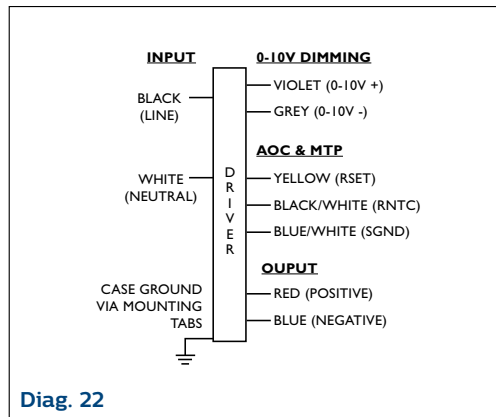 INPUT
BLACK
(LINE)
WHITE
(NEUTRAL)
CASE GROUND
VIA MOUNTING
TABS
DRIVER
0-10V DIMMING
VIOLET (0-10V +)
GREY (0-10V -)
AOC & MTP
YELLOW (RSET)
BLACK/WHITE (RNTC)
BLUE/WHITE (SGND)
OUPUT
RED (POSITIVE)
BLUE (NEGATIVE)
Diag. 22